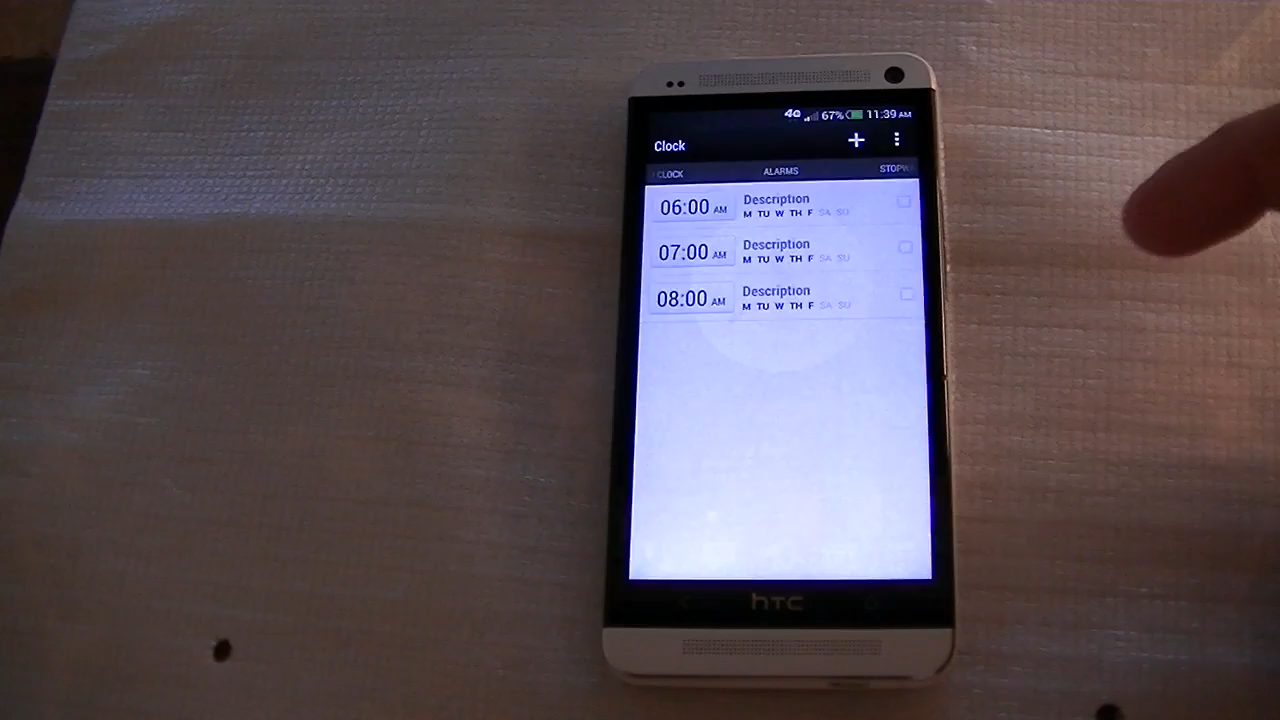 4G 67% 11:39 AM
Clock
CLOCK ALARMS STOPW
06:00 AM Description
M TU W TH F SA SU
07:00 AM Description
M TU W TH F SA SU
08:00 AM Description
M TU W TH F SA SU
hTC